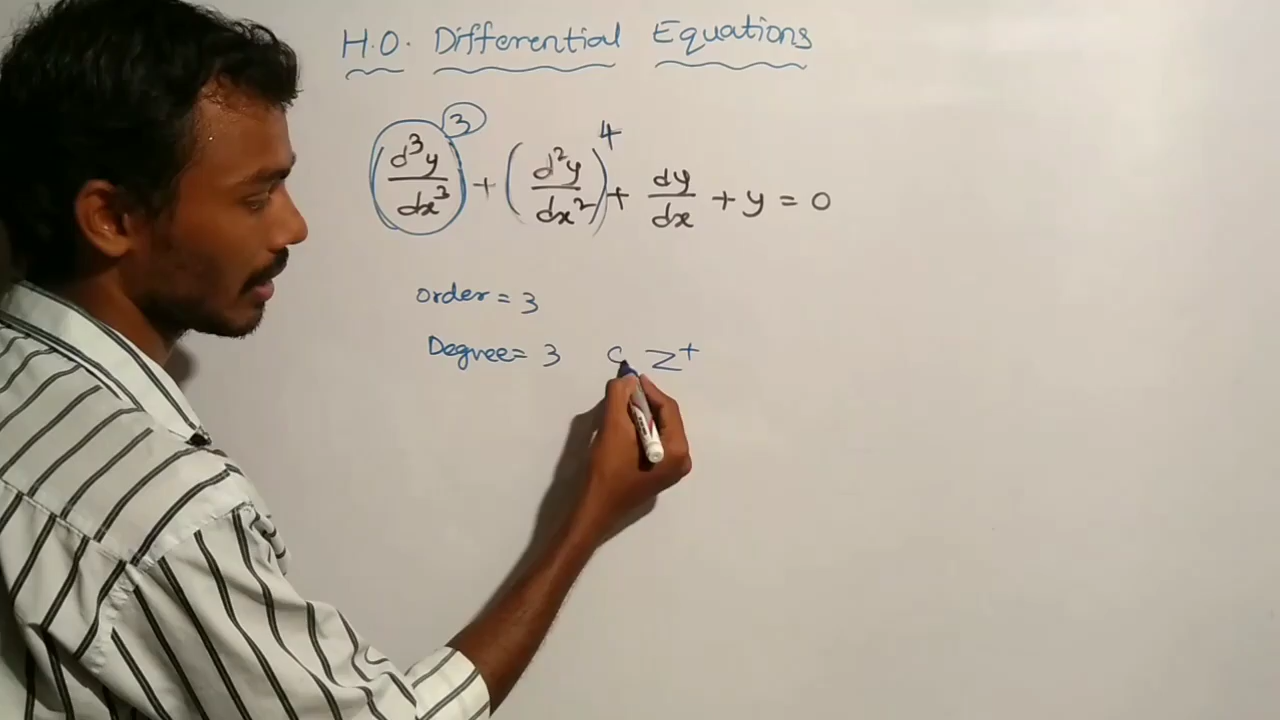 H.O. Differential Equations
(d³y/dx³)³ + (d²y/dx²)⁴ + dy/dx + y = 0
order = 3
Degree = 3 Z⁺